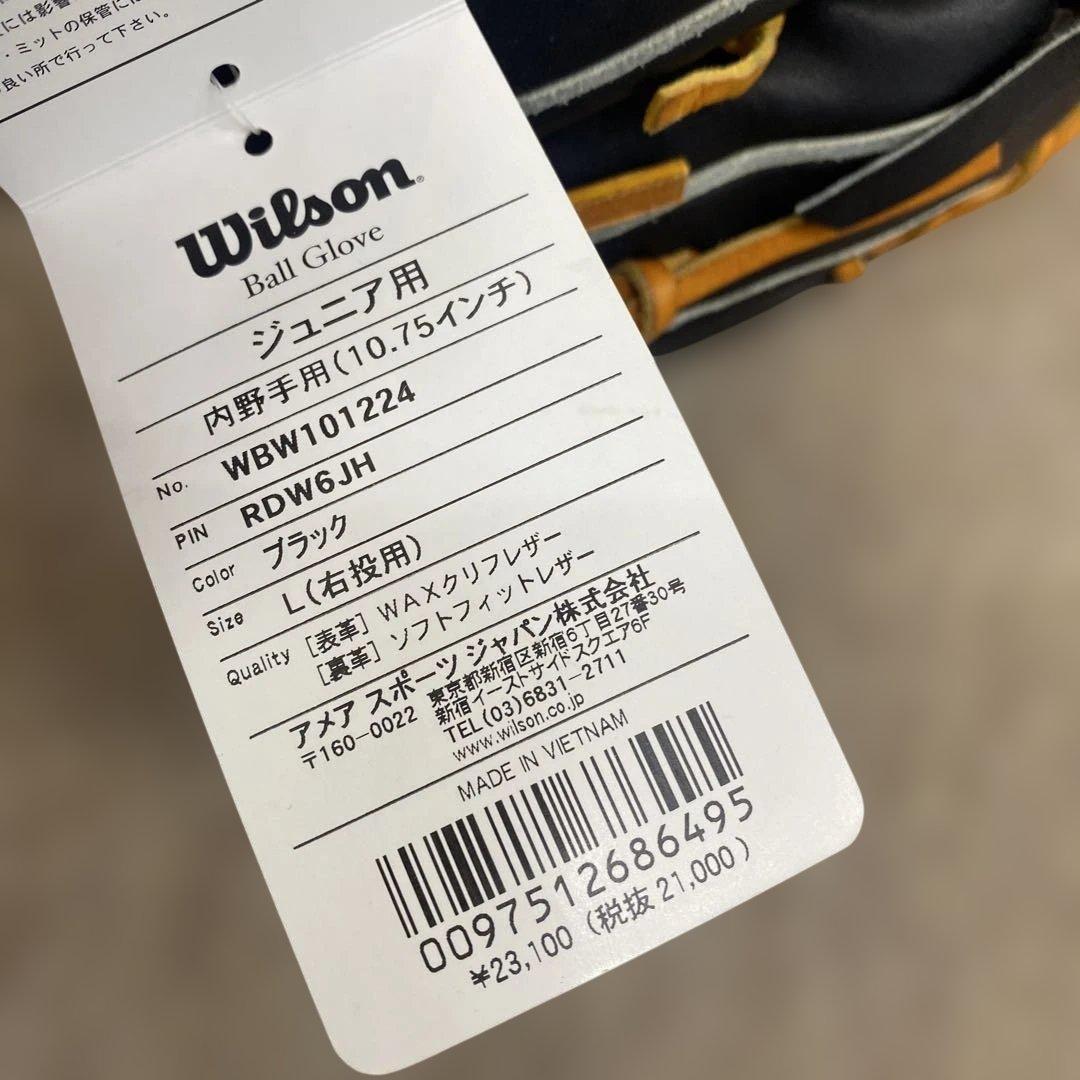 には影響
・ミットの保管には
良い所で行って下さい。
Wilson
Ball Glove
ジュニア用
内野手用(10.75インチ)
No. WBW101224
PIN RDW6JH
Color ブラック
Size L(右投用)
Quality [表革] WAXクリフレザー
[裏革] ソフトフィットレザー
アメア スポーツ ジャパン株式会社
〒160-0022 東京都新宿区新宿6丁目27番30号
新宿イーストサイドスクエア6F
TEL(03)6831-2711
www.wilson.co.jp
MADE IN VIETNAM
0097512686495
¥23,100 (税抜 21,000)